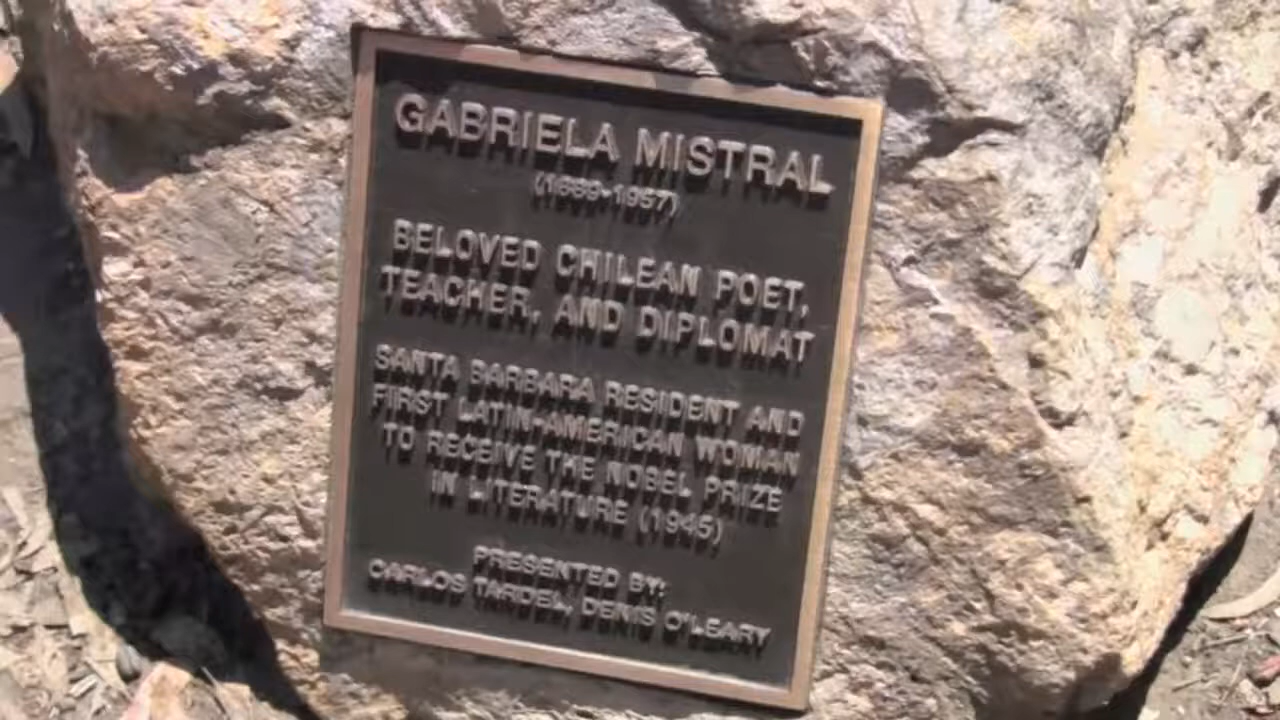 GABRIELA MISTRAL
(1889-1957)
BELOVED CHILEAN POET,
TEACHER, AND DIPLOMAT
SANTA BARBARA RESIDENT AND
FIRST LATIN-AMERICAN WOMAN
TO RECEIVE THE NOBEL PRIZE
IN LITERATURE (1945)
PRESENTED BY:
CARLOS TARDEL, DENIS O'LEARY